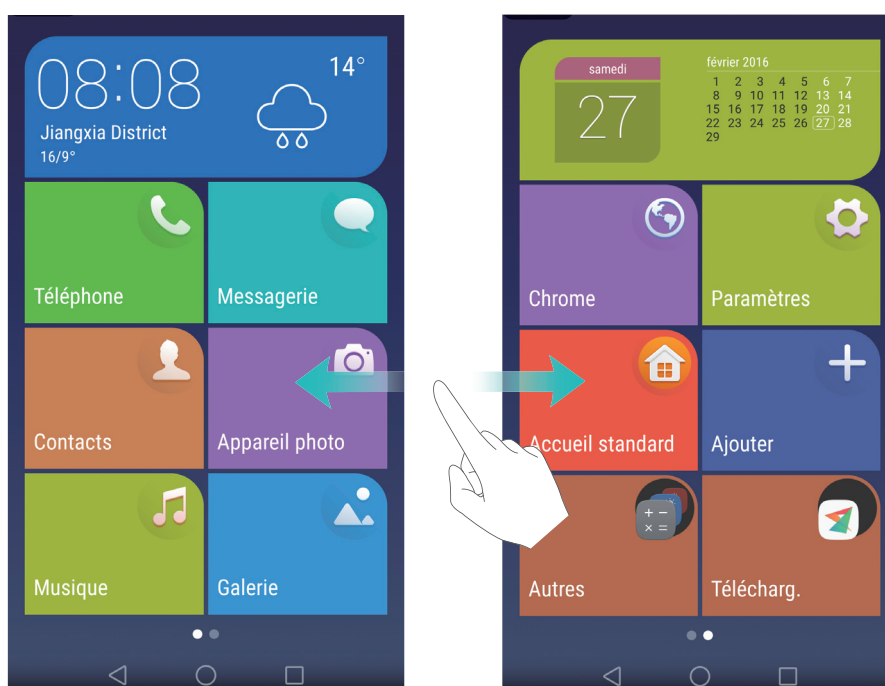 08:08
14°
Jiangxia District
16/9°
Téléphone
Messagerie
Contacts
Appareil photo
Musique
Galerie
samedi
27
février 2016
1 2 3 4 5 6 7
8 9 10 11 12 13 14
15 16 17 18 19 20 21
22 23 24 25 26 27 28
29
Chrome
Paramètres
Accueil standard
Ajouter
Autres
Télécharg.